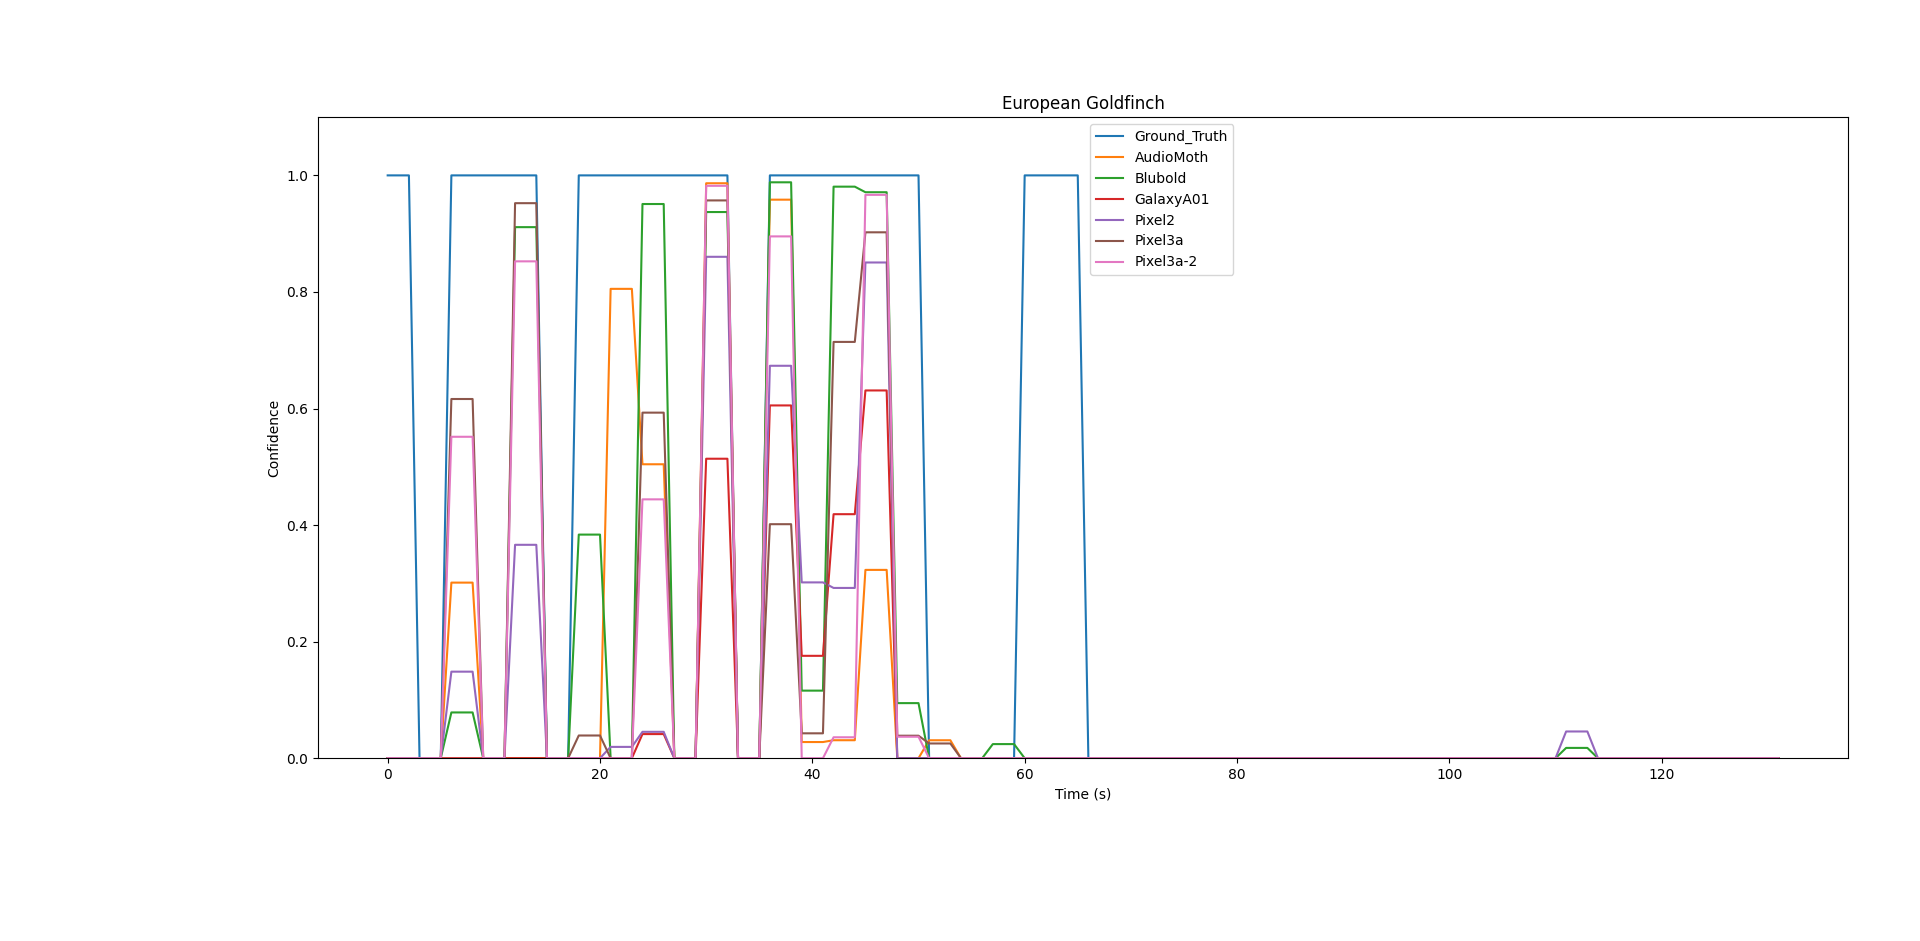 European Goldfinch
Ground_Truth
AudioMoth
Blubold
GalaxyA01
Pixel2
Pixel3a
Pixel3a-2
1.0
0.8
0.6
0.4
0.2
0.0
Confidence
0 20 40 60 80 100 120
Time (s)